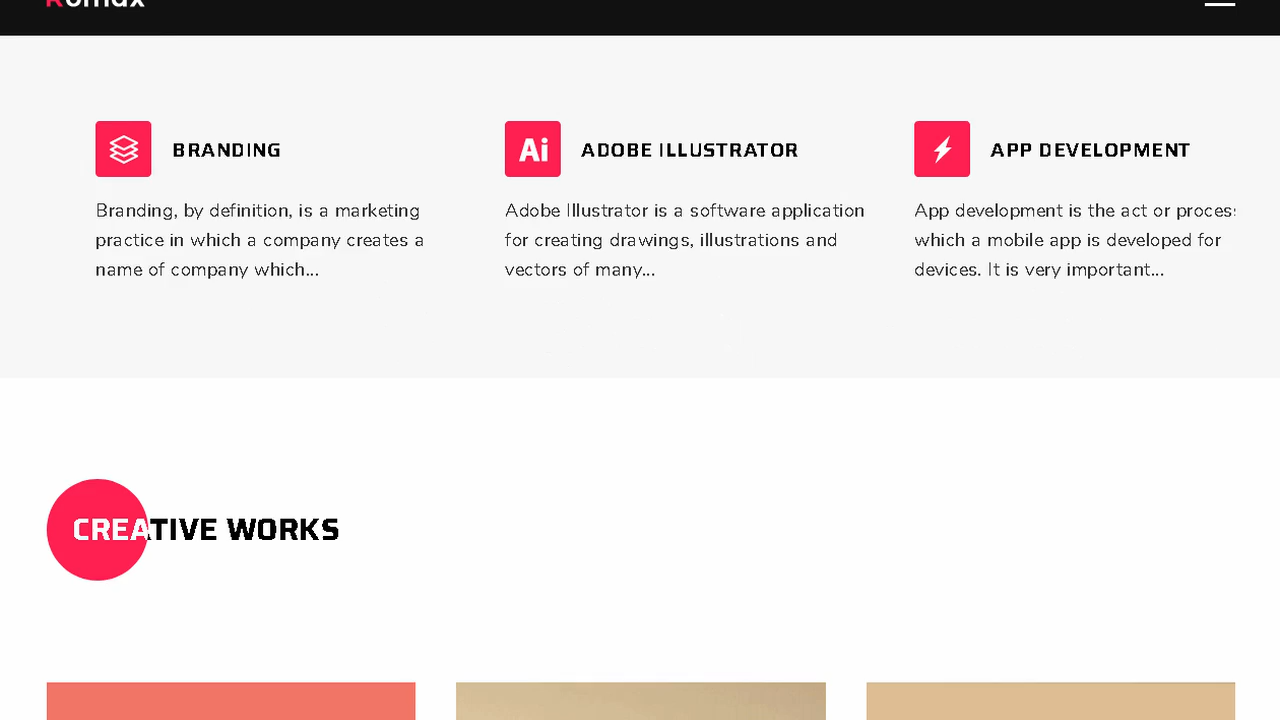 Romax
BRANDING
Branding, by definition, is a marketing
practice in which a company creates a
name of company which...
Ai
ADOBE ILLUSTRATOR
Adobe Illustrator is a software application
for creating drawings, illustrations and
vectors of many...
APP DEVELOPMENT
App development is the act or process
which a mobile app is developed for
devices. It is very important...
CREATIVE WORKS